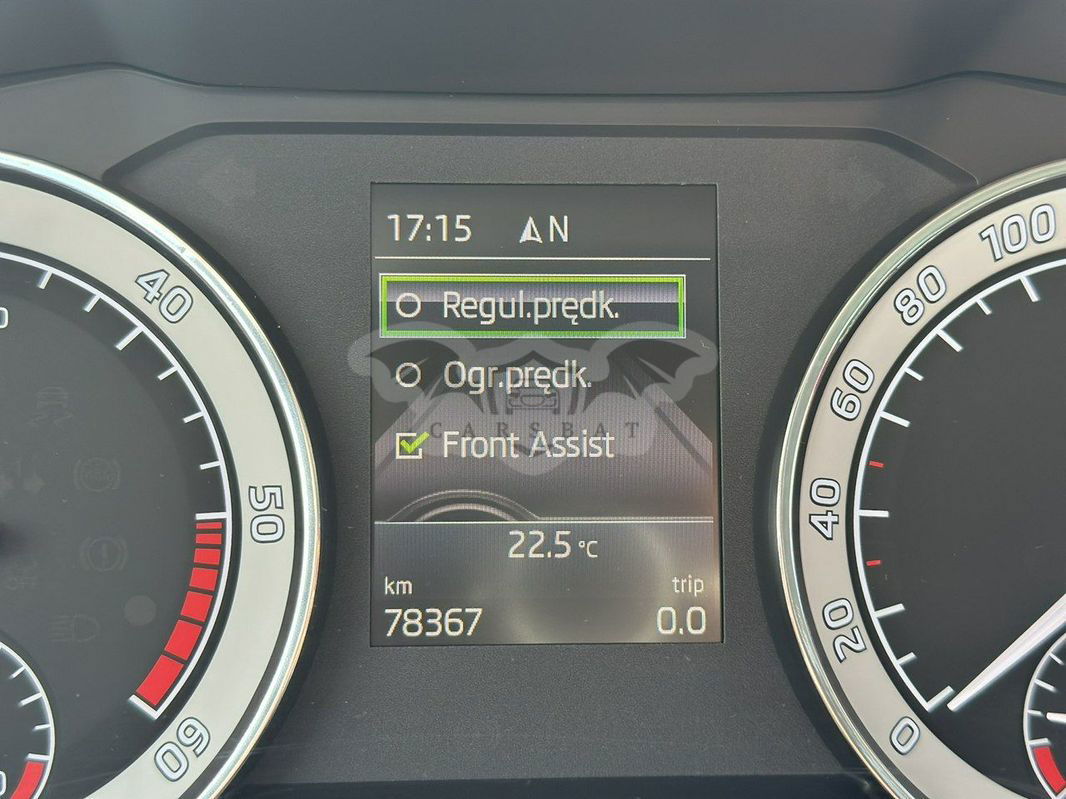 17:15 N
Regul.prędk.
Ogr.prędk.
CARSBAT
Front Assist
22.5 °C
km trip
78367 0.0
40
50
60
100
80
60
40
20
0